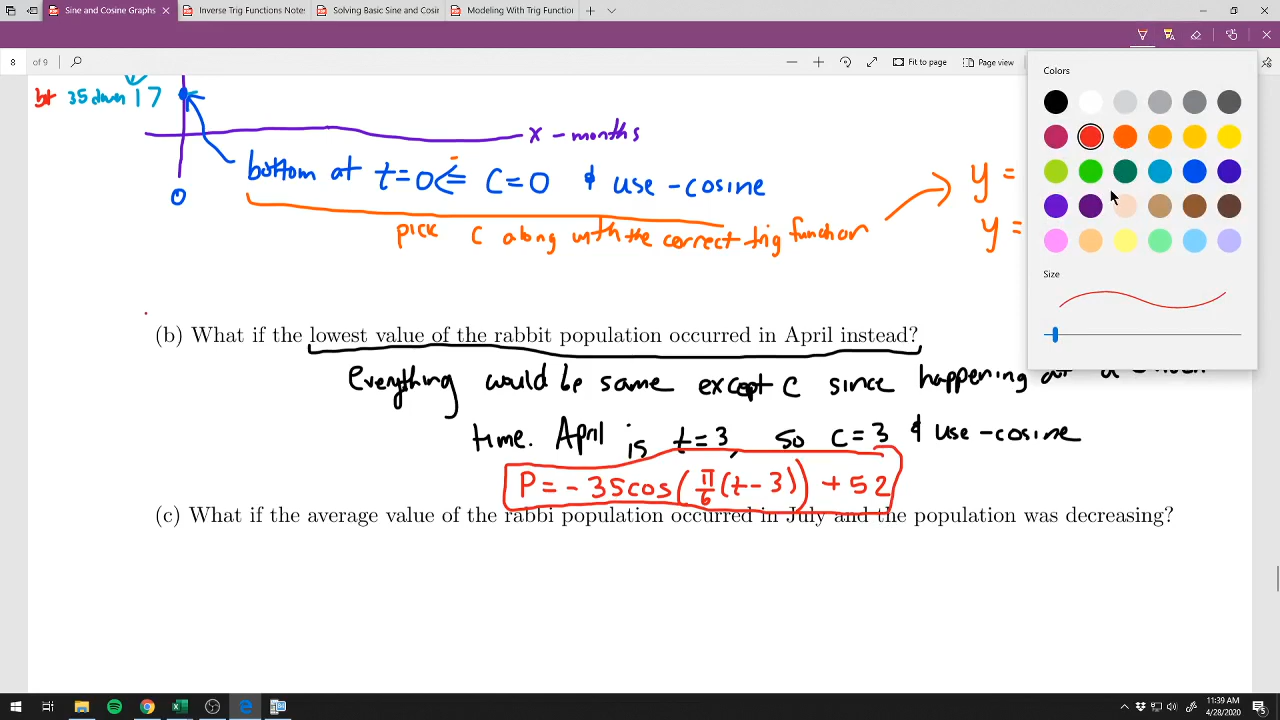 Sine and Cosine Graphs
Inverse Trig Functions Notes
Solving Basic Sine and Cosin
Modeling With Trig Function
8 of 9
Fit to page
Page view
Colors
35 down 17
x - months
bottom at t=0 <= C=0 & use -cosine
0
y =
pick C along with the correct trig function
y =
Size
(b) What if the lowest value of the rabbit population occurred in April instead?
Everything would be same except C since happening at a
time. April is t=3, so C=3 & use -cosine
P = -35cos(π/6(t-3)) + 52
(c) What if the average value of the rabbi population occurred in July and the population was decreasing?
11:39 AM
4/28/2020